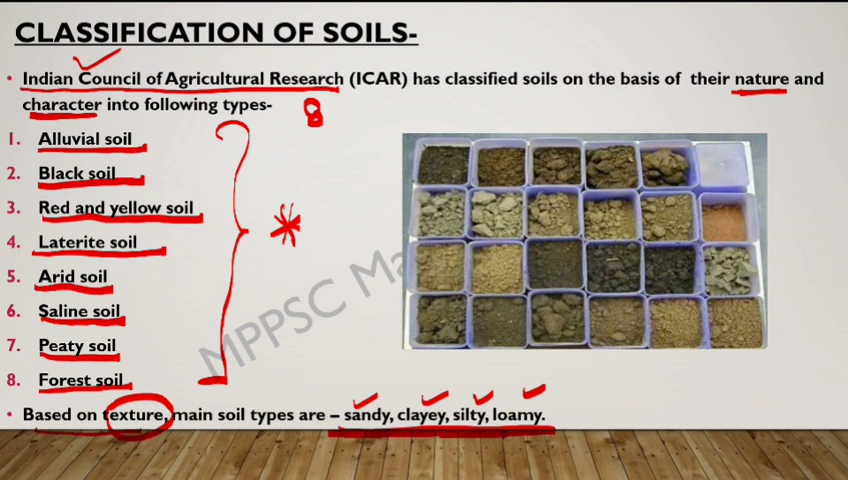 CLASSIFICATION OF SOILS-
• Indian Council of Agricultural Research (ICAR) has classified soils on the basis of their nature and
character into following types-
8
1. Alluvial soil
2. Black soil
3. Red and yellow soil
4. Laterite soil
5. Arid soil
6. Saline soil
7. Peaty soil
8. Forest soil
MPPSC Ma
• Based on texture, main soil types are – sandy, clayey, silty, loamy.